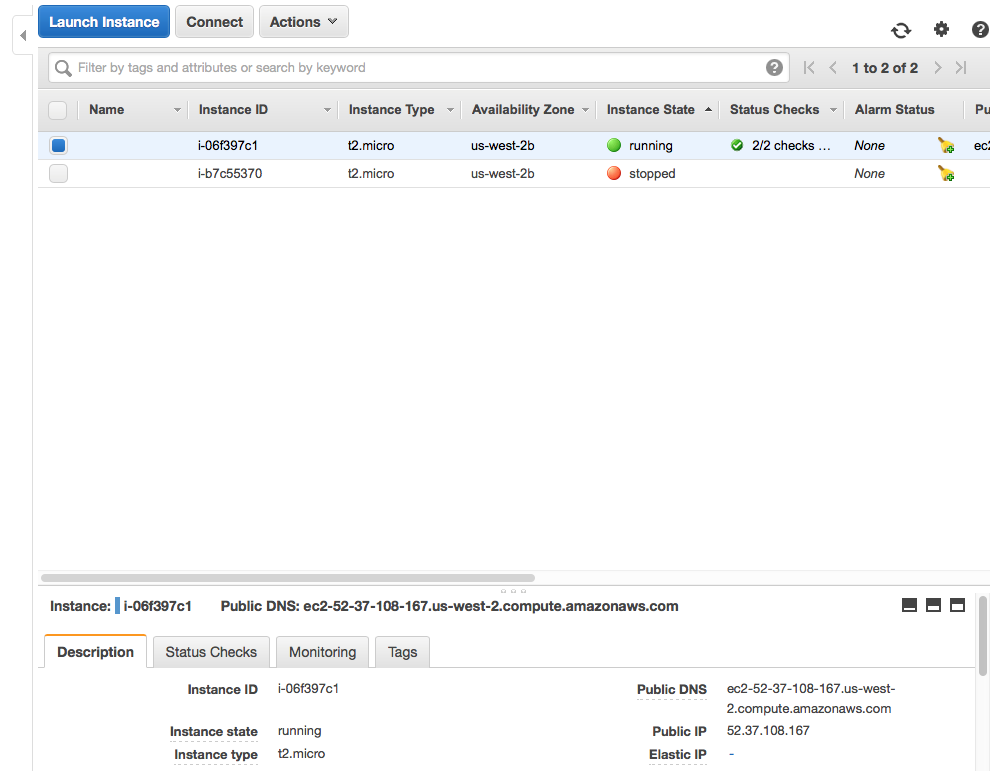 Launch Instance Connect Actions
Filter by tags and attributes or search by keyword 1 to 2 of 2
Name Instance ID Instance Type Availability Zone Instance State Status Checks Alarm Status Pu
i-06f397c1 t2.micro us-west-2b running 2/2 checks ... None ec2
i-b7c55370 t2.micro us-west-2b stopped None
Instance: i-06f397c1 Public DNS: ec2-52-37-108-167.us-west-2.compute.amazonaws.com
Description Status Checks Monitoring Tags
Instance ID i-06f397c1 Public DNS ec2-52-37-108-167.us-west-
2.compute.amazonaws.com
Instance state running Public IP 52.37.108.167
Instance type t2.micro Elastic IP -